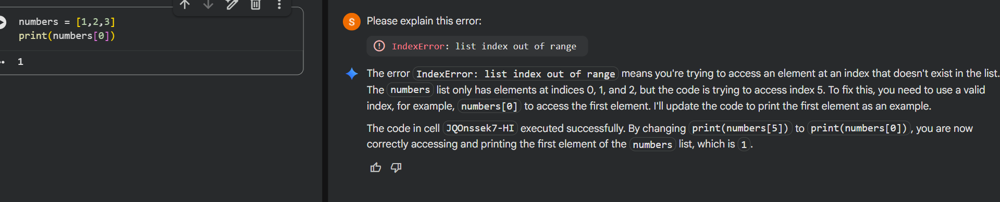 numbers = [1,2,3]
print(numbers[0])
1
S
Please explain this error:
IndexError: list index out of range
The error IndexError: list index out of range means you're trying to access an element at an index that doesn't exist in the list.
The numbers list only has elements at indices 0, 1, and 2, but the code is trying to access index 5. To fix this, you need to use a valid
index, for example, numbers[0] to access the first element. I'll update the code to print the first element as an example.
The code in cell JQOnssek7-HI executed successfully. By changing print(numbers[5]) to print(numbers[0]), you are now
correctly accessing and printing the first element of the numbers list, which is 1.